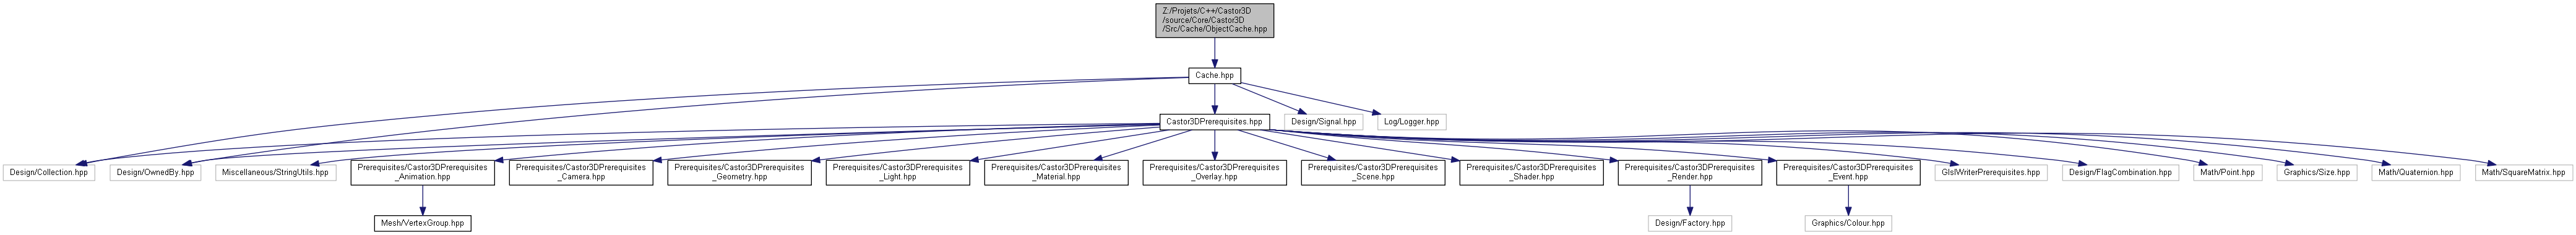 Z:/Projets/C++/Castor3D
/source/Core/Castor3D
/Src/Cache/ObjectCache.hpp
Cache.hpp
Castor3DPrerequisites.hpp
Design/Signal.hpp
Log/Logger.hpp
Design/Collection.hpp
Design/OwnedBy.hpp
Miscellaneous/StringUtils.hpp
Prerequisites/Castor3DPrerequisites
_Animation.hpp
Prerequisites/Castor3DPrerequisites
_Camera.hpp
Prerequisites/Castor3DPrerequisites
_Geometry.hpp
Prerequisites/Castor3DPrerequisites
_Light.hpp
Prerequisites/Castor3DPrerequisites
_Material.hpp
Prerequisites/Castor3DPrerequisites
_Overlay.hpp
Prerequisites/Castor3DPrerequisites
_Scene.hpp
Prerequisites/Castor3DPrerequisites
_Shader.hpp
Prerequisites/Castor3DPrerequisites
_Render.hpp
Prerequisites/Castor3DPrerequisites
_Event.hpp
GlslWriterPrerequisites.hpp
Design/FlagCombination.hpp
Math/Point.hpp
Graphics/Size.hpp
Math/Quaternion.hpp
Math/SquareMatrix.hpp
Mesh/VertexGroup.hpp
Design/Factory.hpp
Graphics/Colour.hpp